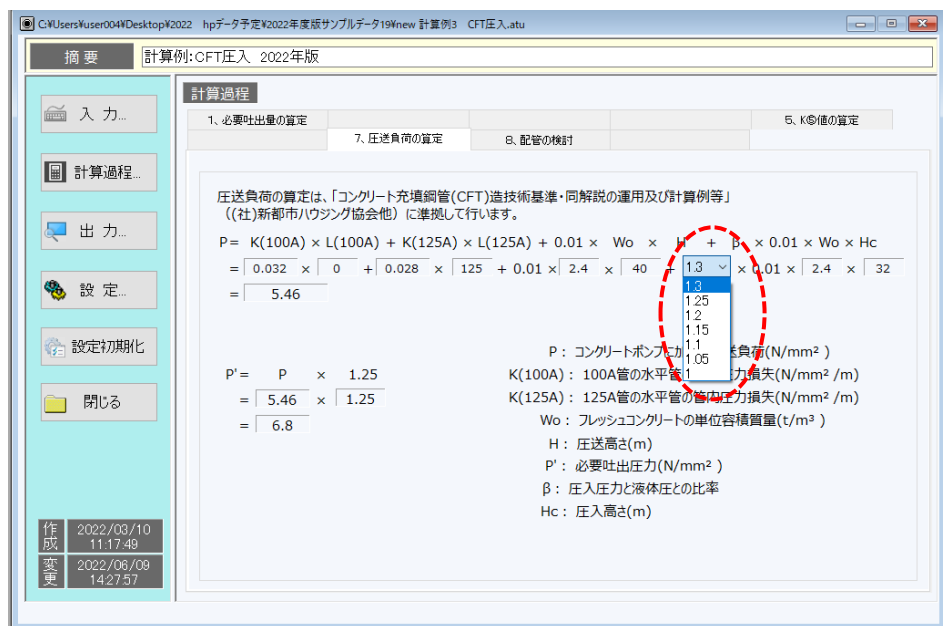 C:¥Users¥user004¥Desktop¥2022 hpデータ予定¥2022年度版サンプルデータ19¥new 計算例3 CFT圧入.atu
摘 要
計算例:CFT圧入 2022年版
入 力...
計算過程...
出 力...
設 定...
設定初期化
閉じる
作成 2022/03/10 11:17:49
変更 2022/06/09 14:27:57
計算過程
1、必要吐出量の算定
5、K⑤値の算定
7、圧送負荷の算定
8、配管の検討
圧送負荷の算定は、「コンクリート充填鋼管(CFT)造技術基準・同解説の運用及び計算例等」
((社)新都市ハウジング協会他) に準拠して行います。
P= K(100A) × L(100A) + K(125A) × L(125A) + 0.01 × Wo × H + β × 0.01 × Wo × Hc
= 0.032 × 0 + 0.028 × 125 + 0.01 × 2.4 × 40 + 1.3 × 0.01 × 2.4 × 32
= 5.46
1.3
1.25
1.2
1.15
1.1
1.05
1
P'= P × 1.25
= 5.46 × 1.25
= 6.8
P : コンクリートポンプにか 送負荷(N/mm² )
K(100A) : 100A管の水平管 力損失(N/mm² /m)
K(125A) : 125A管の水平管の管内圧力損失(N/mm² /m)
Wo : フレッシュコンクリートの単位容積質量(t/m³ )
H : 圧送高さ(m)
P' : 必要吐出圧力(N/mm² )
β : 圧入圧力と液体圧との比率
Hc : 圧入高さ(m)